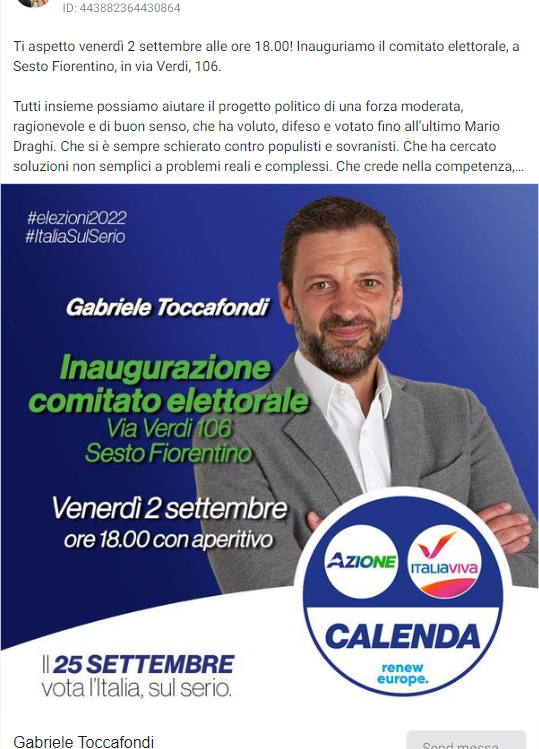 ID: 443882364430864
Ti aspetto venerdì 2 settembre alle ore 18.00! Inauguriamo il comitato elettorale, a
Sesto Fiorentino, in via Verdi, 106.
Tutti insieme possiamo aiutare il progetto politico di una forza moderata,
ragionevole e di buon senso, che ha voluto, difeso e votato fino all'ultimo Mario
Draghi. Che si è sempre schierato contro populisti e sovranisti. Che ha cercato
soluzioni non semplici a problemi reali e complessi. Che crede nella competenza,...
#elezioni2022
#ItaliaSulSerio
Gabriele Toccafondi
Inaugurazione
comitato elettorale
Via Verdi 106
Sesto Fiorentino
Venerdì 2 settembre
ore 18.00 con aperitivo
AZIONE
ITALIAVIVA
CALENDA
renew
europe.
Il 25 SETTEMBRE
vota l'Italia, sul serio.
Gabriele Toccafondi
Send messa